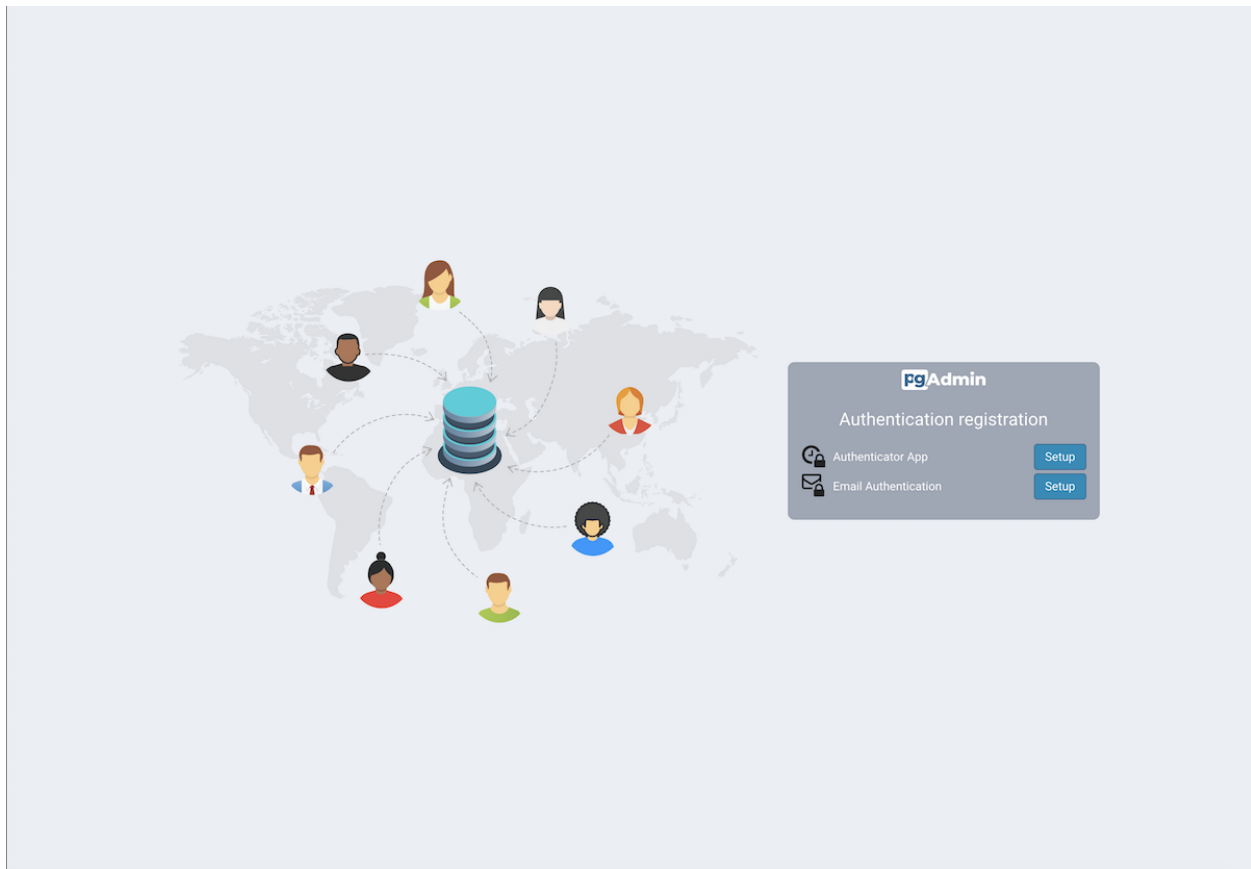 pgAdmin
Authentication registration
Authenticator App Setup
Email Authentication Setup